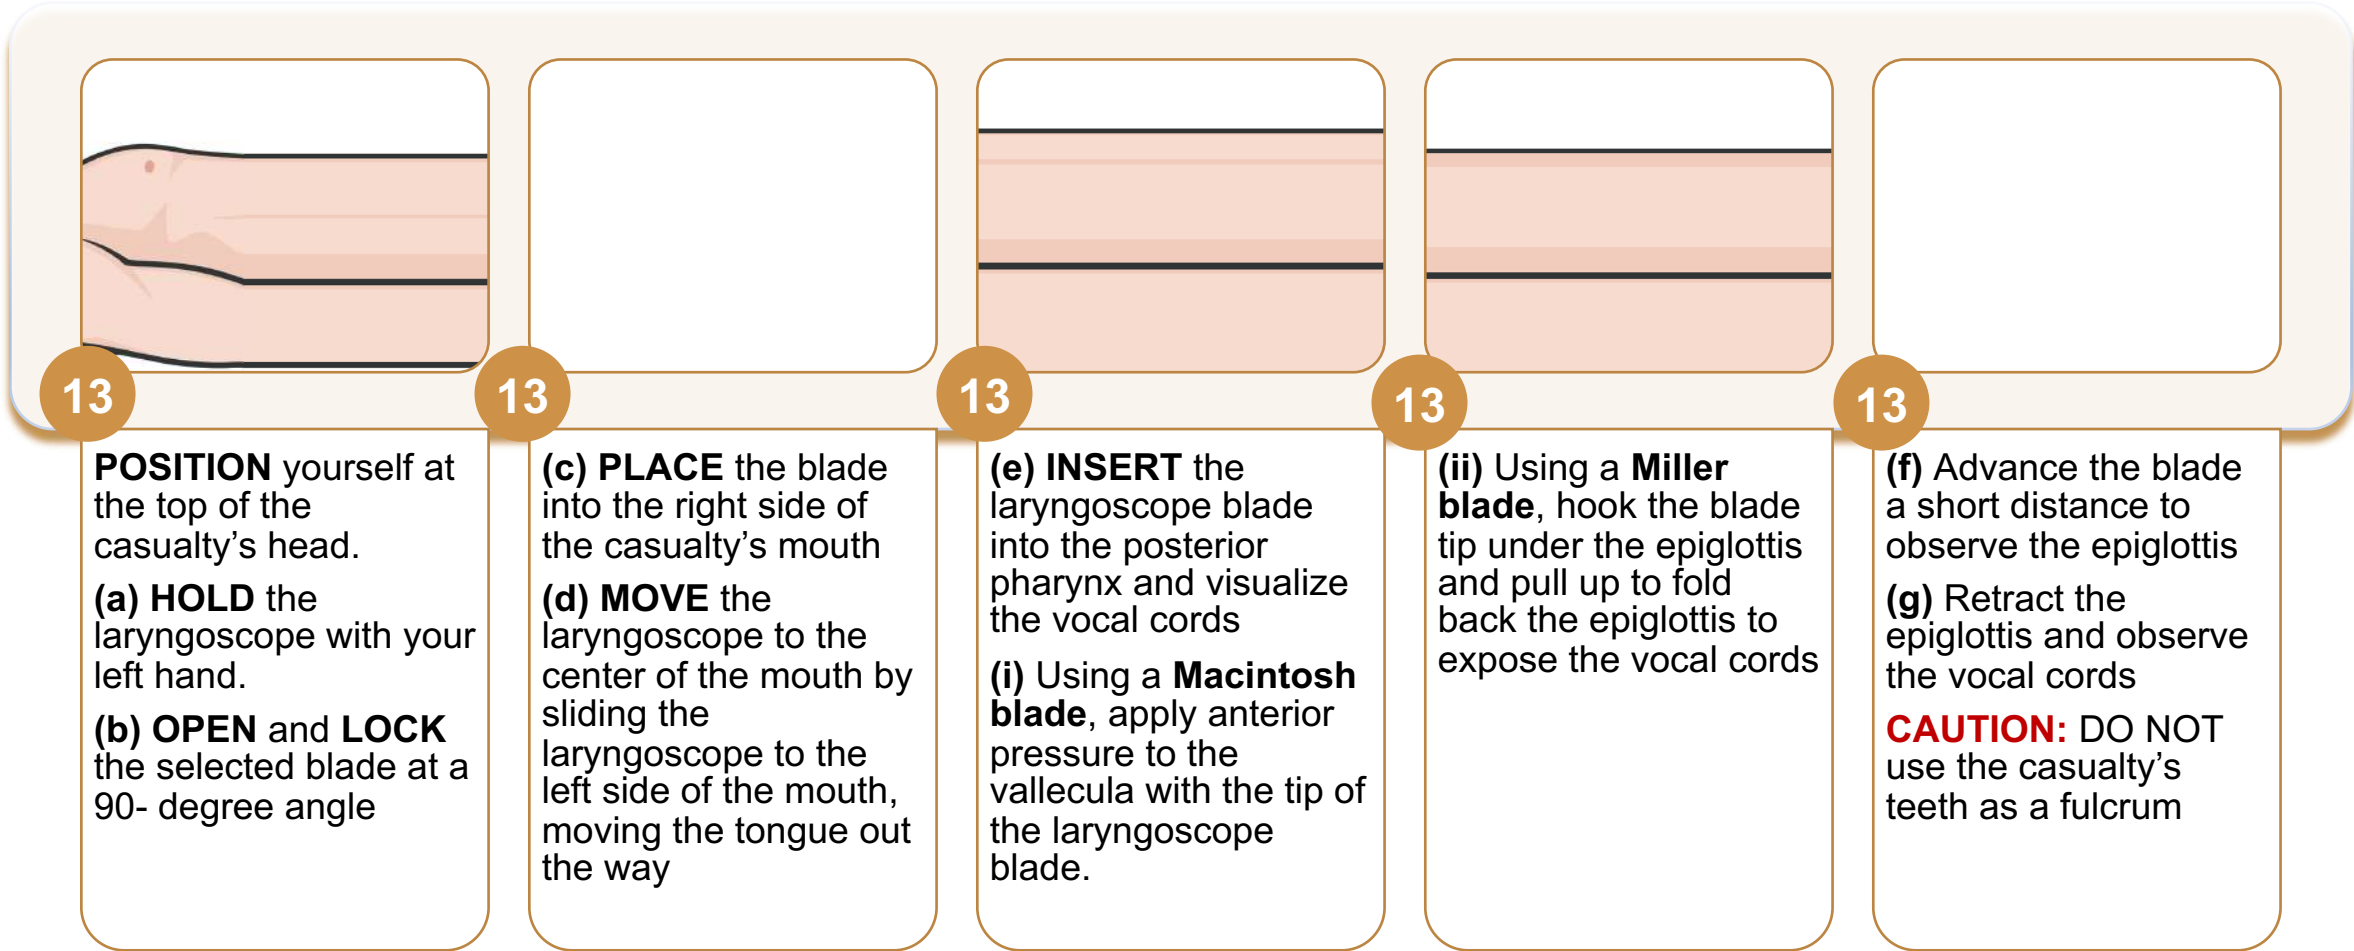 13
POSITION yourself at
the top of the
casualty’s head.
(a) HOLD the
laryngoscope with your
left hand.
(b) OPEN and LOCK
the selected blade at a
90- degree angle
13
(c) PLACE the blade
into the right side of
the casualty’s mouth
(d) MOVE the
laryngoscope to the
center of the mouth by
sliding the
laryngoscope to the
left side of the mouth,
moving the tongue out
the way
13
(e) INSERT the
laryngoscope blade
into the posterior
pharynx and visualize
the vocal cords
(i) Using a Macintosh
blade, apply anterior
pressure to the
vallecula with the tip of
the laryngoscope
blade.
13
(ii) Using a Miller
blade, hook the blade
tip under the epiglottis
and pull up to fold
back the epiglottis to
expose the vocal cords
13
(f) Advance the blade
a short distance to
observe the epiglottis
(g) Retract the
epiglottis and observe
the vocal cords
CAUTION: DO NOT
use the casualty’s
teeth as a fulcrum